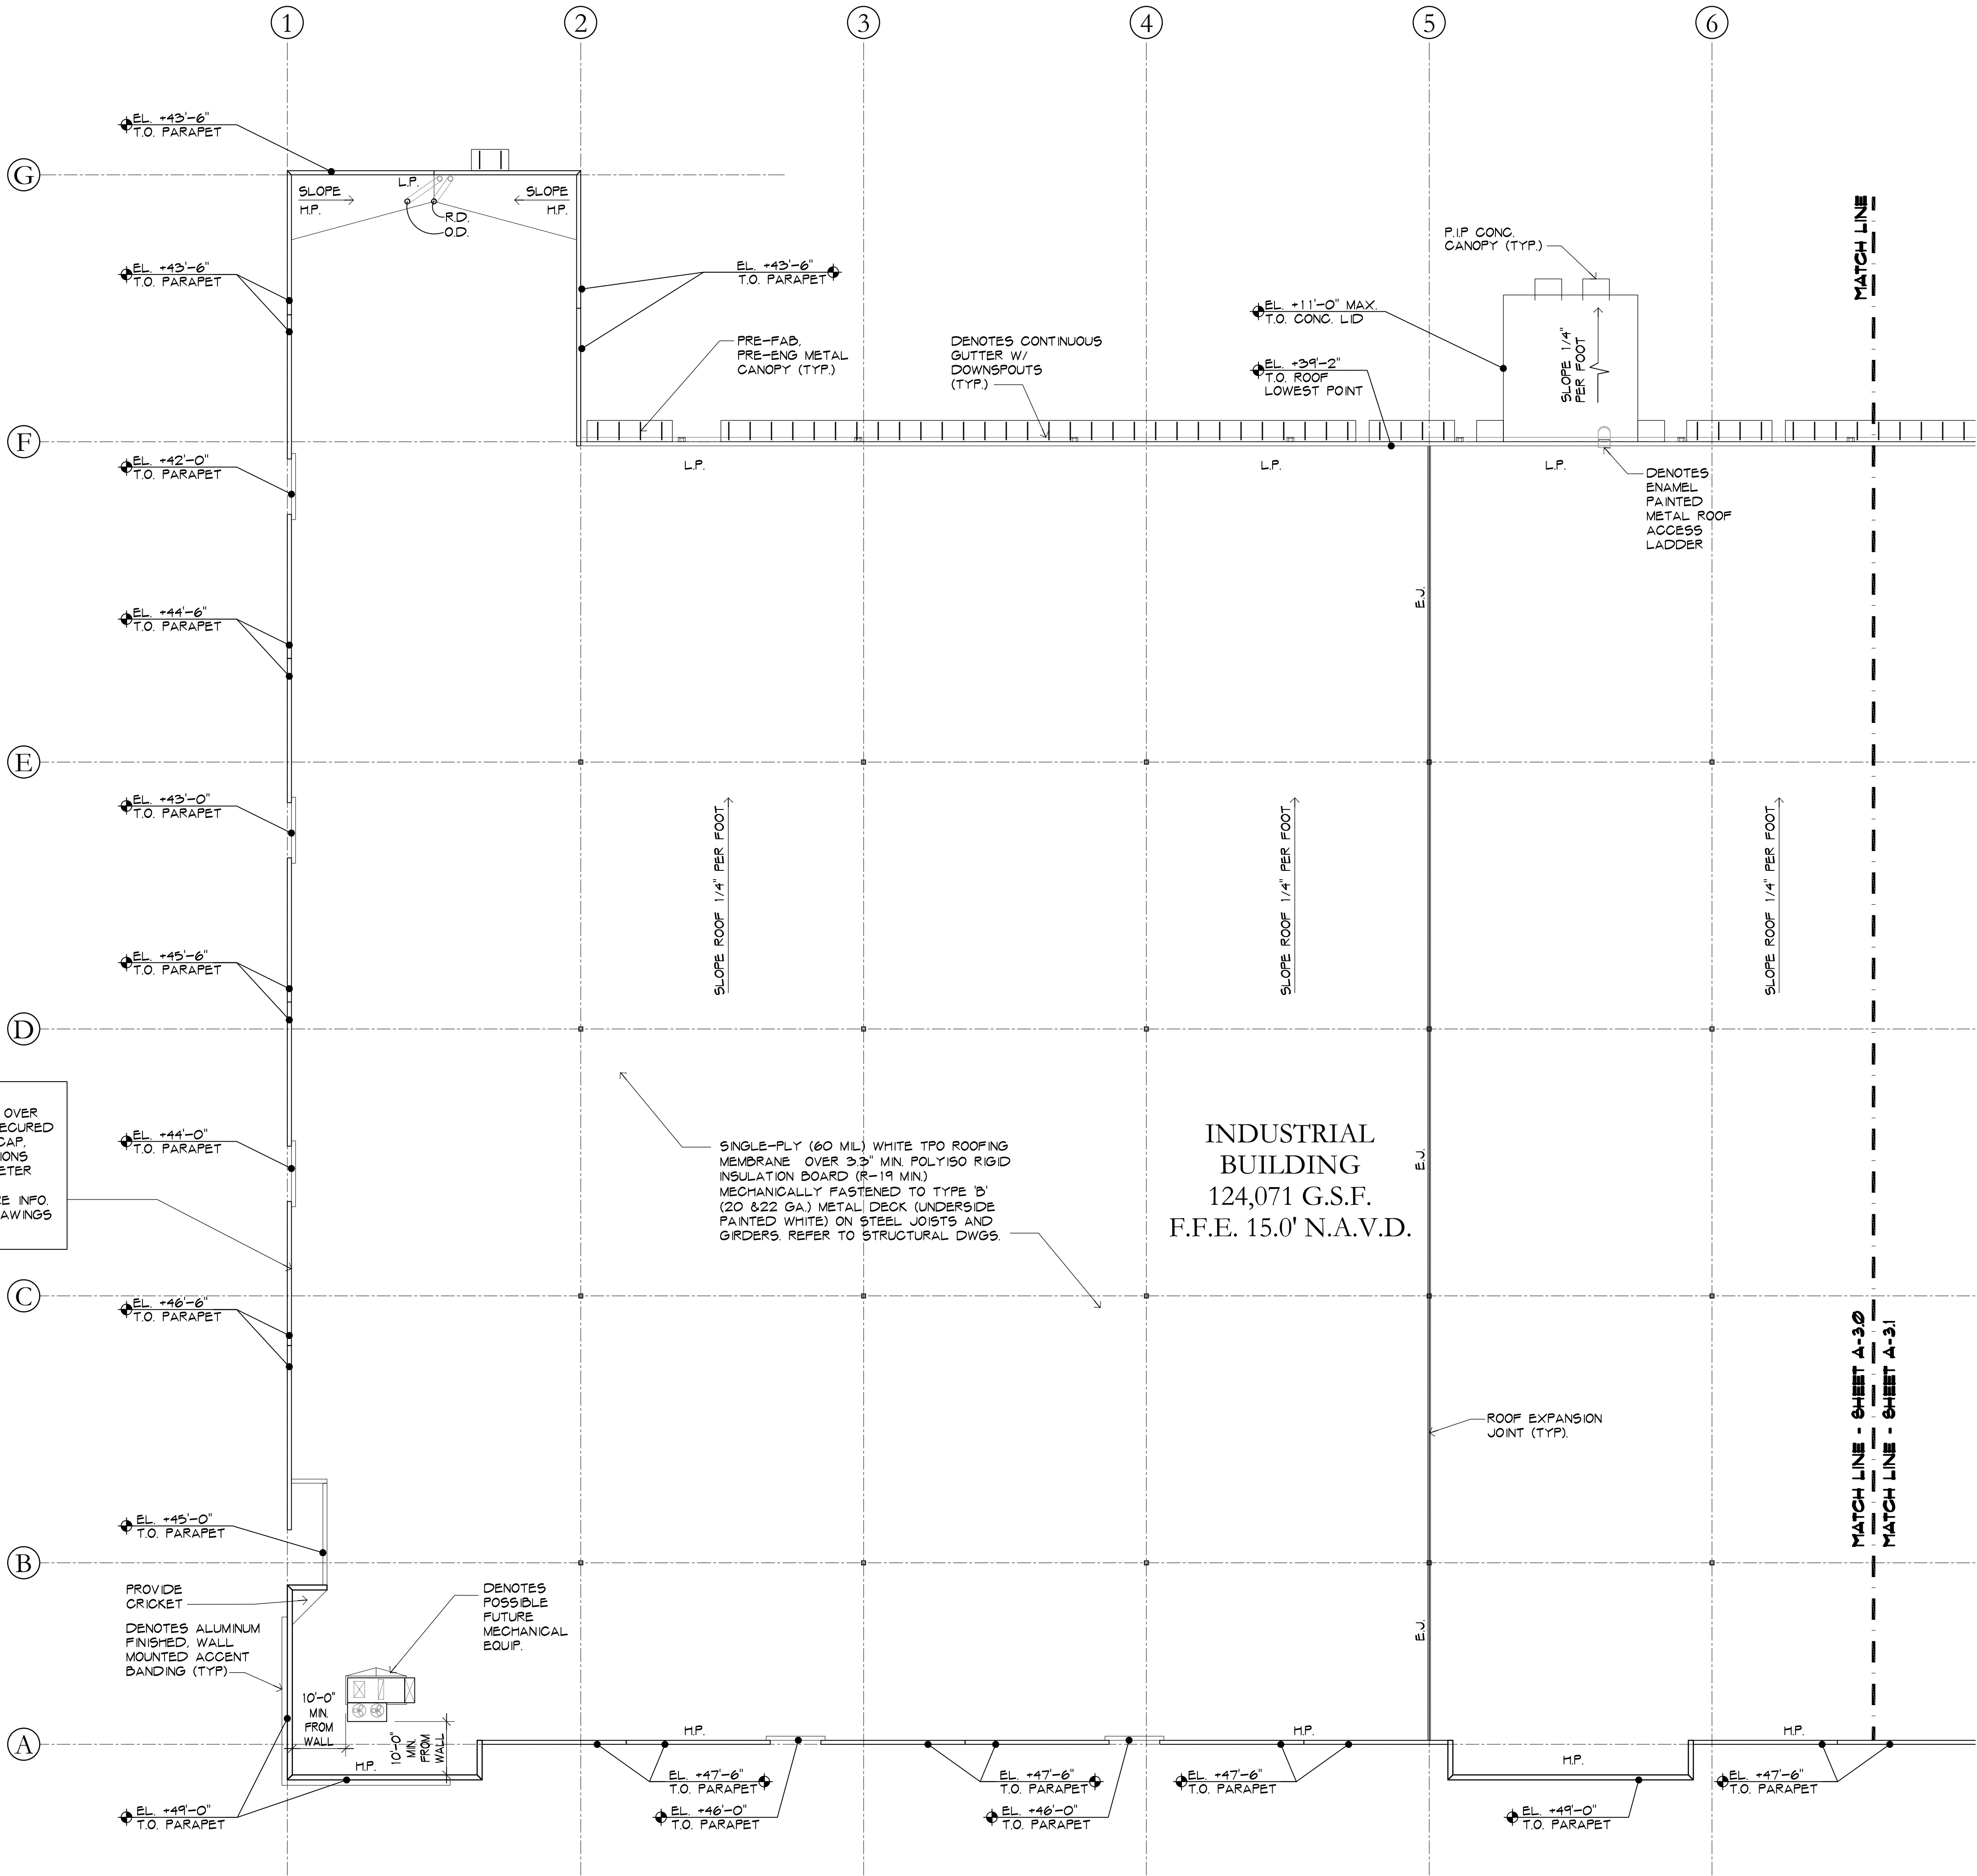 1
2
3
4
5
6
EL. +43'-6"
T.O. PARAPET
G
SLOPE
H.P.
L.P.
SLOPE
H.P.
R.D.
O.D.
MATCH LINE
P.I.P CONC.
CANOPY (TYP.)
EL. +43'-6"
T.O. PARAPET
EL. +43'-6"
T.O. PARAPET
EL. +11'-0" MAX.
T.O. CONC. LID
SLOPE 1/4"
PER FOOT
PRE-FAB,
PRE-ENG METAL
CANOPY (TYP.)
DENOTES CONTINUOUS
GUTTER W/
DOWNSPOUTS
(TYP.)
EL. +39'-2"
T.O. ROOF
LOWEST POINT
F
EL. +42'-0"
T.O. PARAPET
L.P.
L.P.
L.P.
DENOTES
ENAMEL
PAINTED
METAL ROOF
ACCESS
LADDER
E.J.
EL. +44'-6"
T.O. PARAPET
E
EL. +43'-0"
T.O. PARAPET
SLOPE ROOF 1/4" PER FOOT
SLOPE ROOF 1/4" PER FOOT
SLOPE ROOF 1/4" PER FOOT
EL. +45'-6"
T.O. PARAPET
D
OVER
ECURED
CAP,
IONS
ETER
E INFO.
AWINGS
EL. +44'-0"
T.O. PARAPET
SINGLE-PLY (60 MIL) WHITE TPO ROOFING
MEMBRANE OVER 3.3" MIN. POLYISO RIGID
INSULATION BOARD (R-19 MIN.)
MECHANICALLY FASTENED TO TYPE 'B'
(20 &22 GA.) METAL DECK (UNDERSIDE
PAINTED WHITE) ON STEEL JOISTS AND
GIRDERS. REFER TO STRUCTURAL DWGS.
INDUSTRIAL
BUILDING
124,071 G.S.F.
F.F.E. 15.0' N.A.V.D.
E.J.
C
EL. +46'-6"
T.O. PARAPET
MATCH LINE - SHEET A-3.0
MATCH LINE - SHEET A-3.1
ROOF EXPANSION
JOINT (TYP).
EL. +45'-0"
T.O. PARAPET
B
PROVIDE
CRICKET
DENOTES ALUMINUM
FINISHED, WALL
MOUNTED ACCENT
BANDING (TYP)
DENOTES
POSSIBLE
FUTURE
MECHANICAL
EQUIP.
E.J.
10'-0"
MIN.
FROM
WALL
10'-0"
MIN.
FROM
WALL
A
H.P.
H.P.
H.P.
H.P.
H.P.
EL. +47'-6"
T.O. PARAPET
EL. +47'-6"
T.O. PARAPET
EL. +47'-6"
T.O. PARAPET
EL. +47'-6"
T.O. PARAPET
EL. +49'-0"
T.O. PARAPET
EL. +46'-0"
T.O. PARAPET
EL. +46'-0"
T.O. PARAPET
EL. +49'-0"
T.O. PARAPET